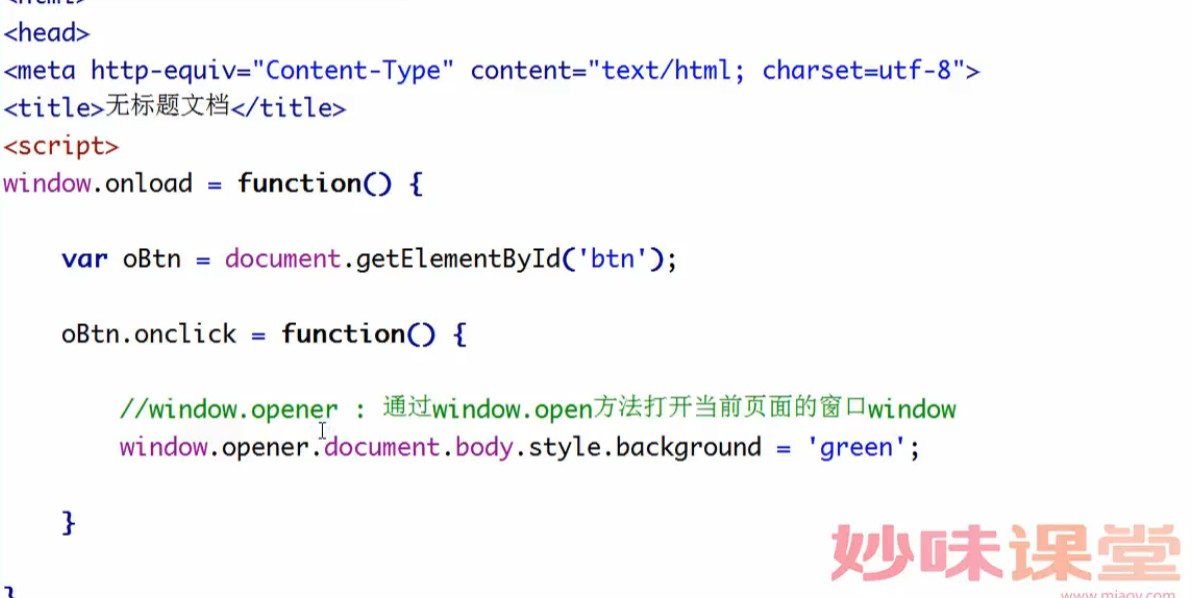 <html>
<head>
<meta http-equiv="Content-Type" content="text/html; charset=utf-8">
<title>无标题文档</title>
<script>
window.onload = function() {
var oBtn = document.getElementById('btn');
oBtn.onclick = function() {
//window.opener : 通过window.open方法打开当前页面的窗口window
window.opener.document.body.style.background = 'green';
}
}
妙味课堂
www.miaov.com